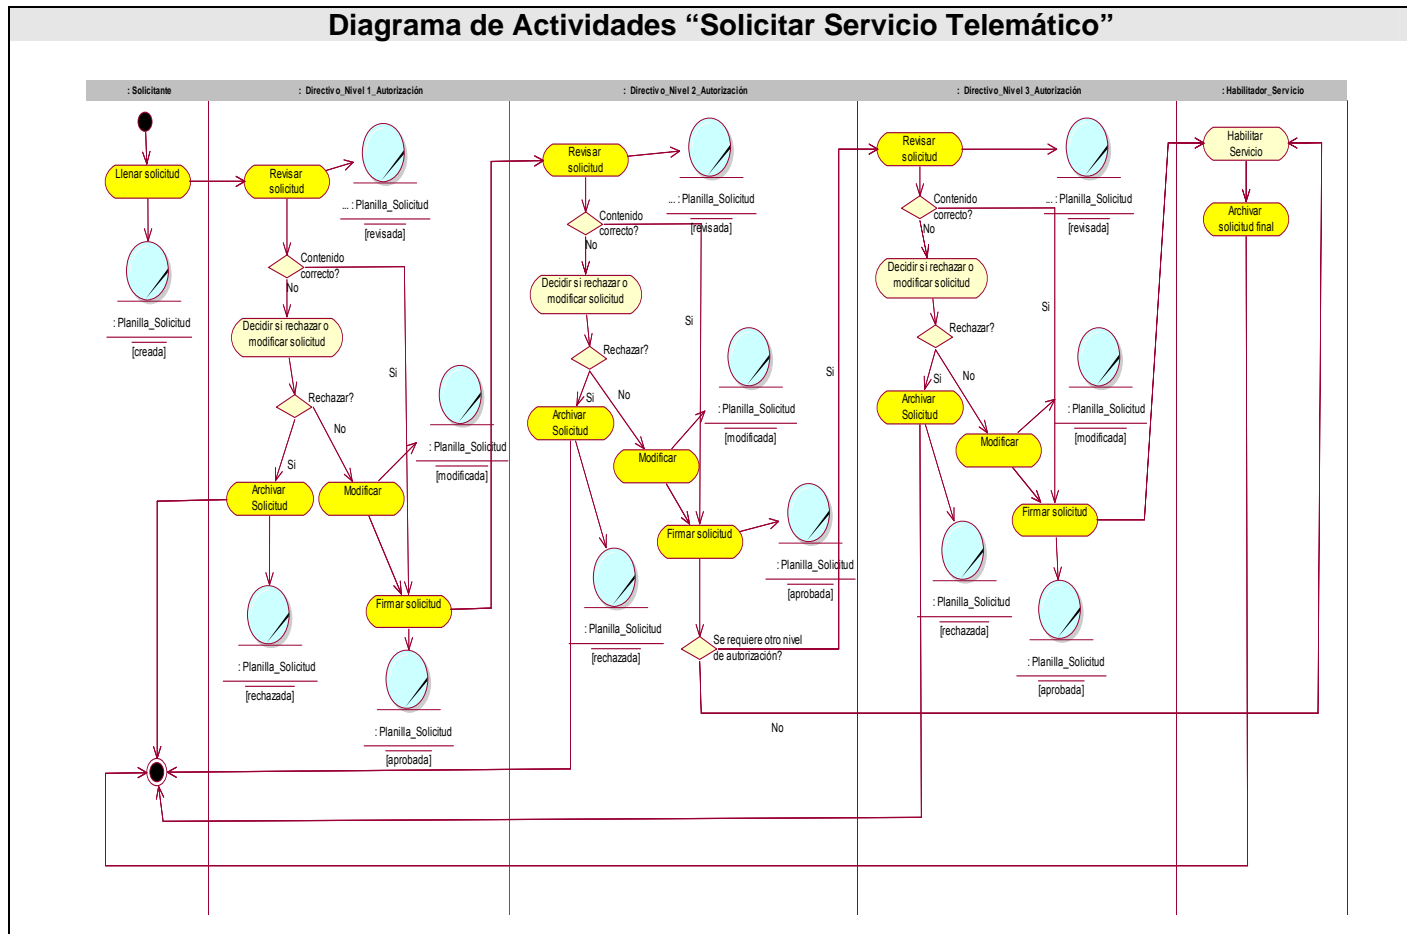 Diagrama de Actividades “Solicitar Servicio Telemático”
: Solicitante
: Directivo_Nivel 1_Autorización
: Directivo_Nivel 2_Autorización
: Directivo_Nivel 3_Autorización
: Habilitador_Servicio
Llenar solicitud
: Planilla_Solicitud
[creada]
Revisar
solicitud
... : Planilla_Solicitud
[revisada]
Contenido
correcto?
No
Si
Decidir si rechazar o
modificar solicitud
Rechazar?
No
Si
Archivar
Solicitud
Modificar
: Planilla_Solicitud
[modificada]
Firmar solicitud
: Planilla_Solicitud
[rechazada]
: Planilla_Solicitud
[aprobada]
Revisar
solicitud
... : Planilla_Solicitud
[revisada]
Contenido
correcto?
No
Si
Decidir si rechazar o
modificar solicitud
Rechazar?
Si
No
Archivar
Solicitud
: Planilla_Solicitud
[modificada]
Modificar
Firmar solicitud
: Planilla_Solicitud
[aprobada]
: Planilla_Solicitud
[rechazada]
Se requiere otro nivel
de autorización?
Si
No
Revisar
solicitud
... : Planilla_Solicitud
[revisada]
Contenido
correcto?
No
Si
Decidir si rechazar o
modificar solicitud
Rechazar?
Si
No
Archivar
Solicitud
: Planilla_Solicitud
[modificada]
Modificar
Firmar solicitud
: Planilla_Solicitud
[rechazada]
: Planilla_Solicitud
[aprobada]
Habilitar
Servicio
Archivar
solicitud final